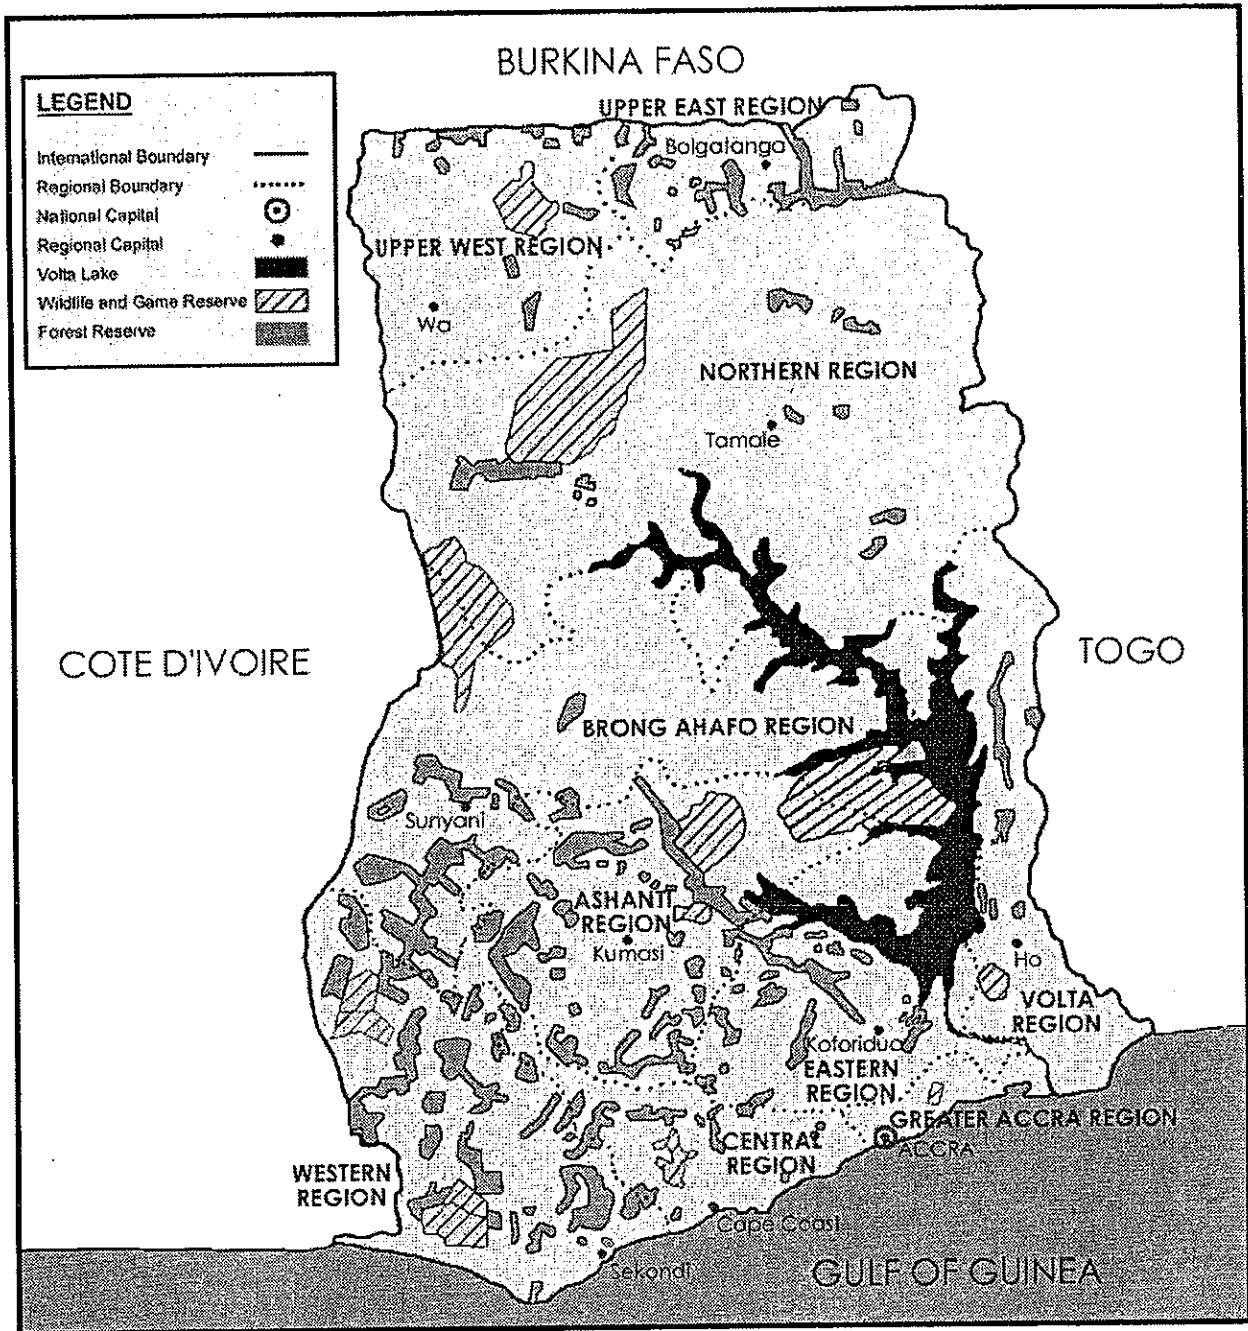 BURKINA FASO
LEGEND
International Boundary
Regional Boundary
National Capital
Regional Capital
Volta Lake
Wildlife and Game Reserve
Forest Reserve
UPPER EAST REGION
Bolgatanga
UPPER WEST REGION
Wa
NORTHERN REGION
Tamale
COTE D'IVOIRE
TOGO
BRONG AHAFO REGION
Sunyani
ASHANTI
REGION
Kumasi
Ho
VOLTA
REGION
Koforidua
EASTERN
REGION
GREATER ACCRA REGION
ACCRA
CENTRAL
REGION
WESTERN
REGION
Cape Coast
Sekondi
GULF OF GUINEA